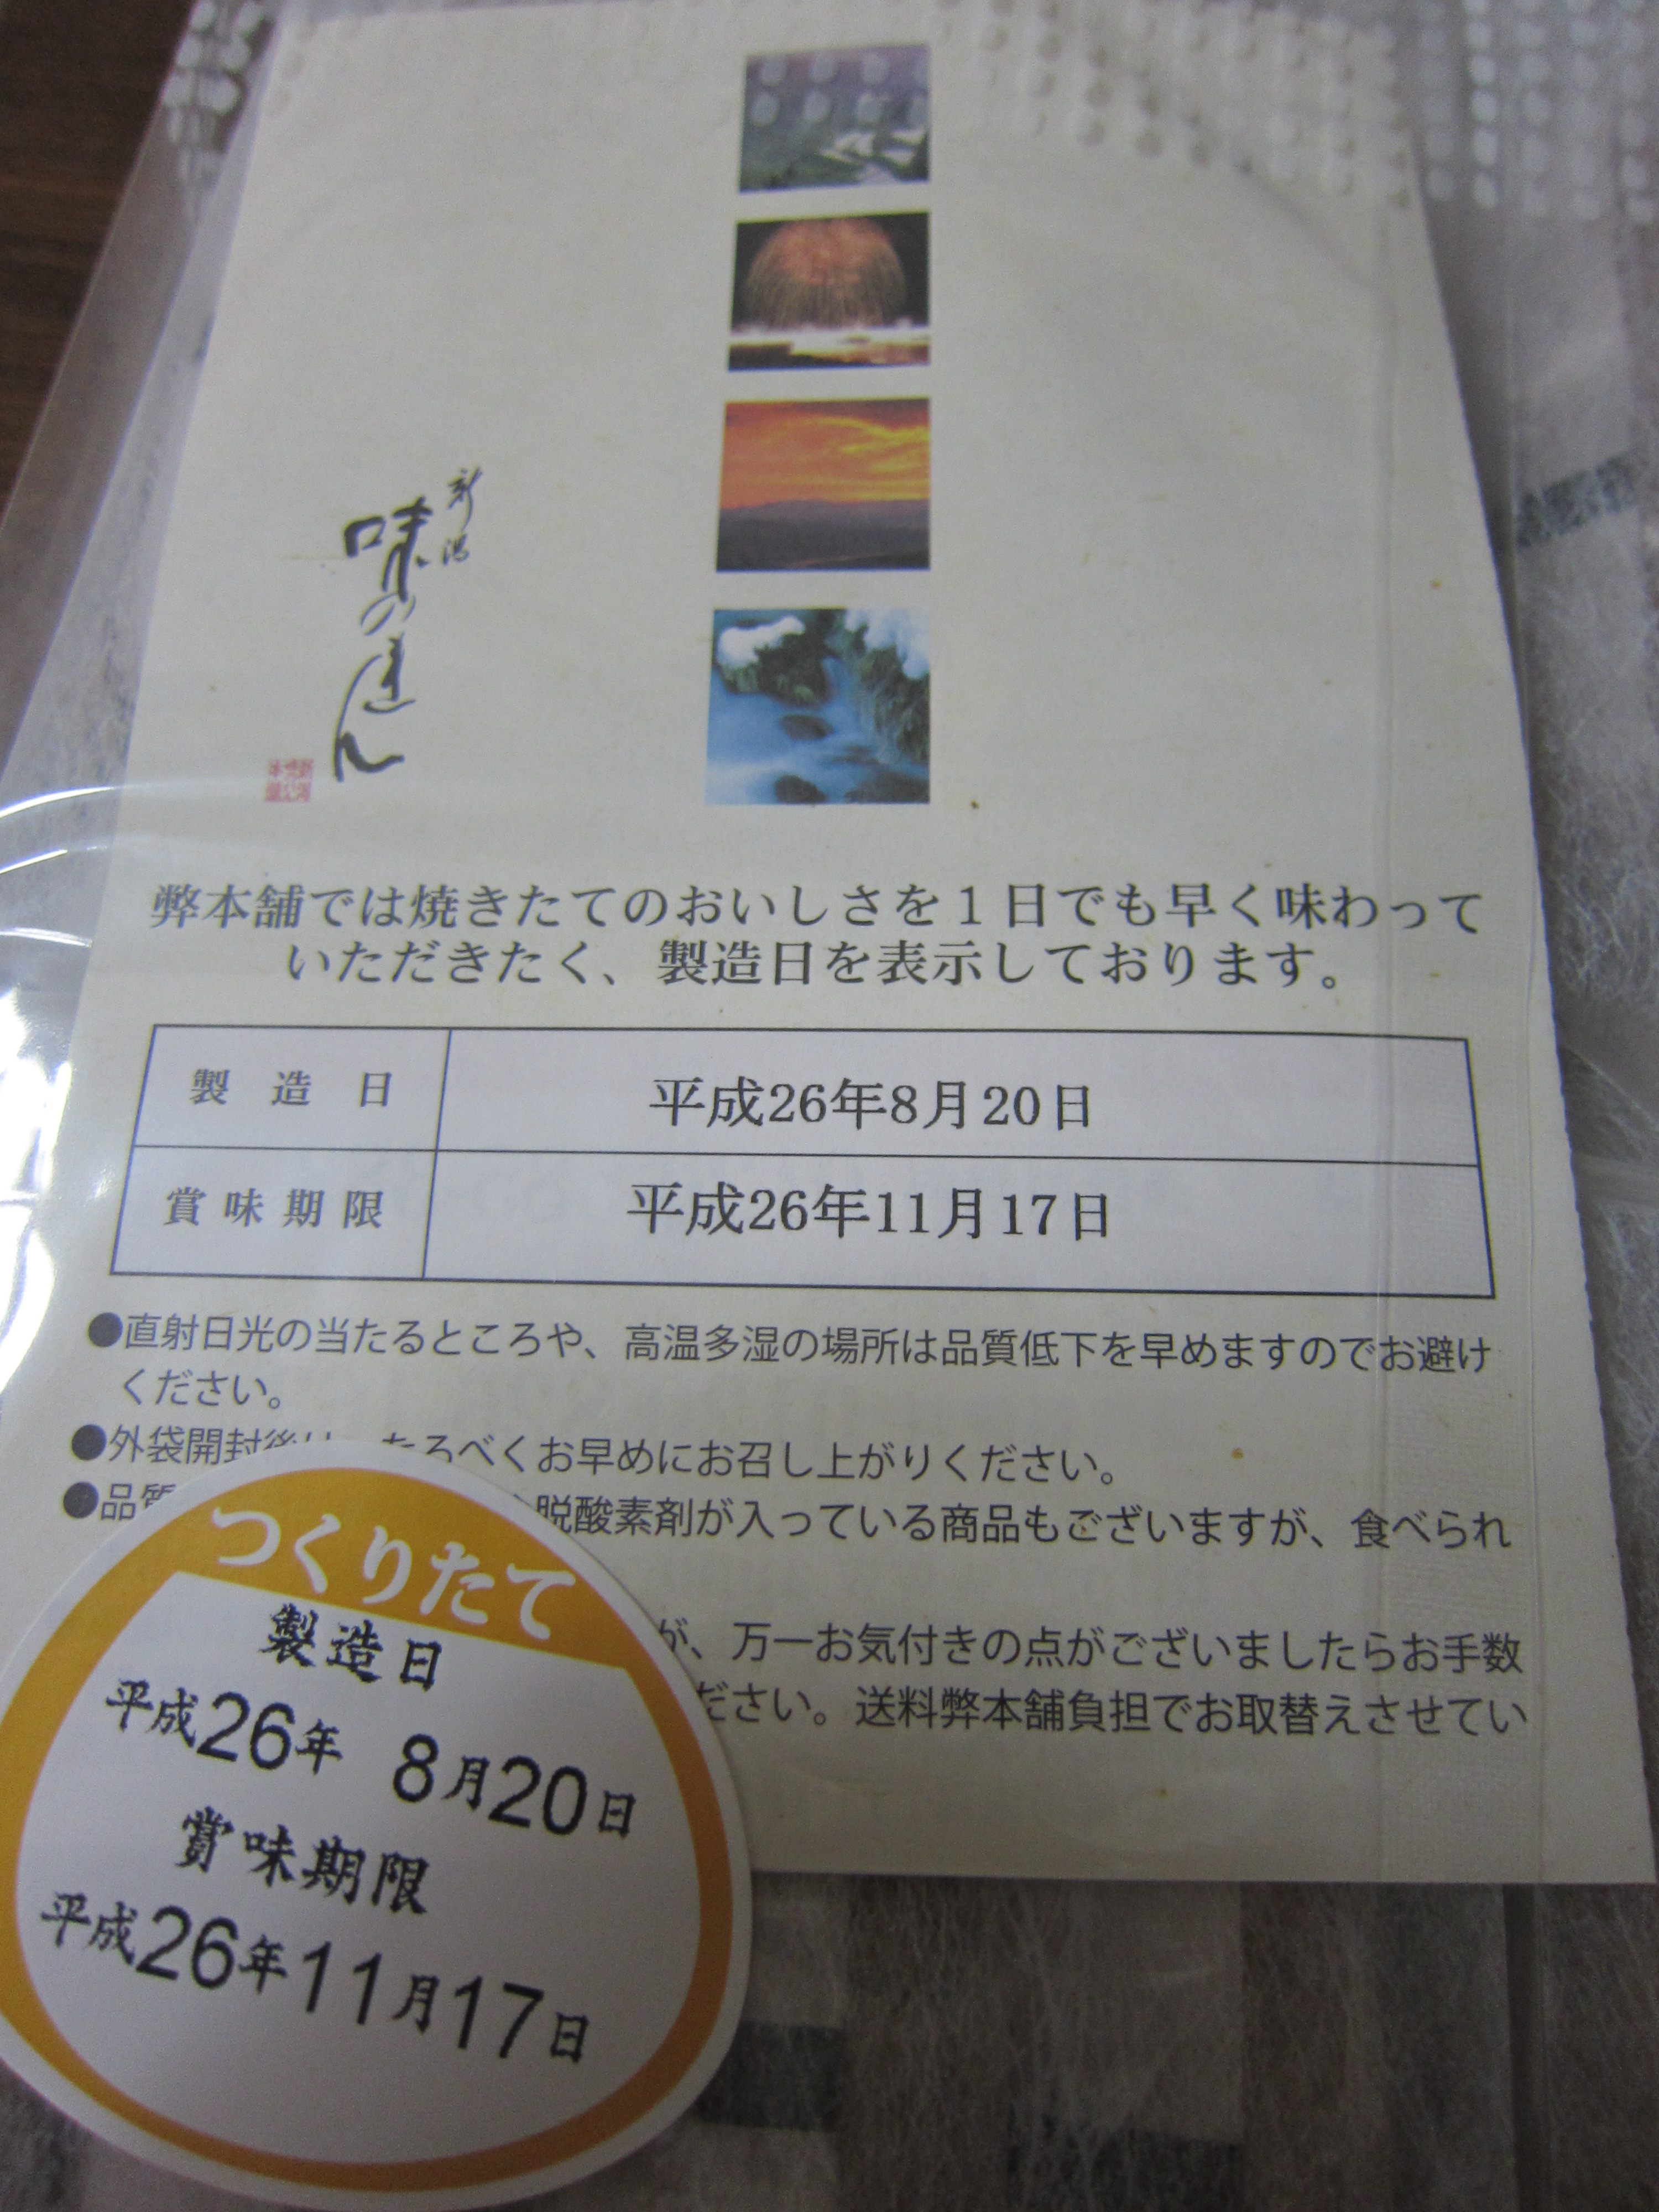 新潟
味の
弊本舗では焼きたてのおいしさを1日でも早く味わって
いただきたく、製造日を表示しております。
製造日 平成26年8月20日
賞味期限 平成26年11月17日
●直射日光の当たるところや、高温多湿の場所は品質低下を早めますのでお避け
ください。
●外袋開封後は、なるべくお早めにお召し上がりください。
●品質
脱酸素剤が入っている商品もございますが、食べられ
が、万一お気付きの点がございましたらお手数
ださい。送料弊本舗負担でお取替えさせてい
つくりたて
製造日
平成26年 8月20日
賞味期限
平成26年11月17日